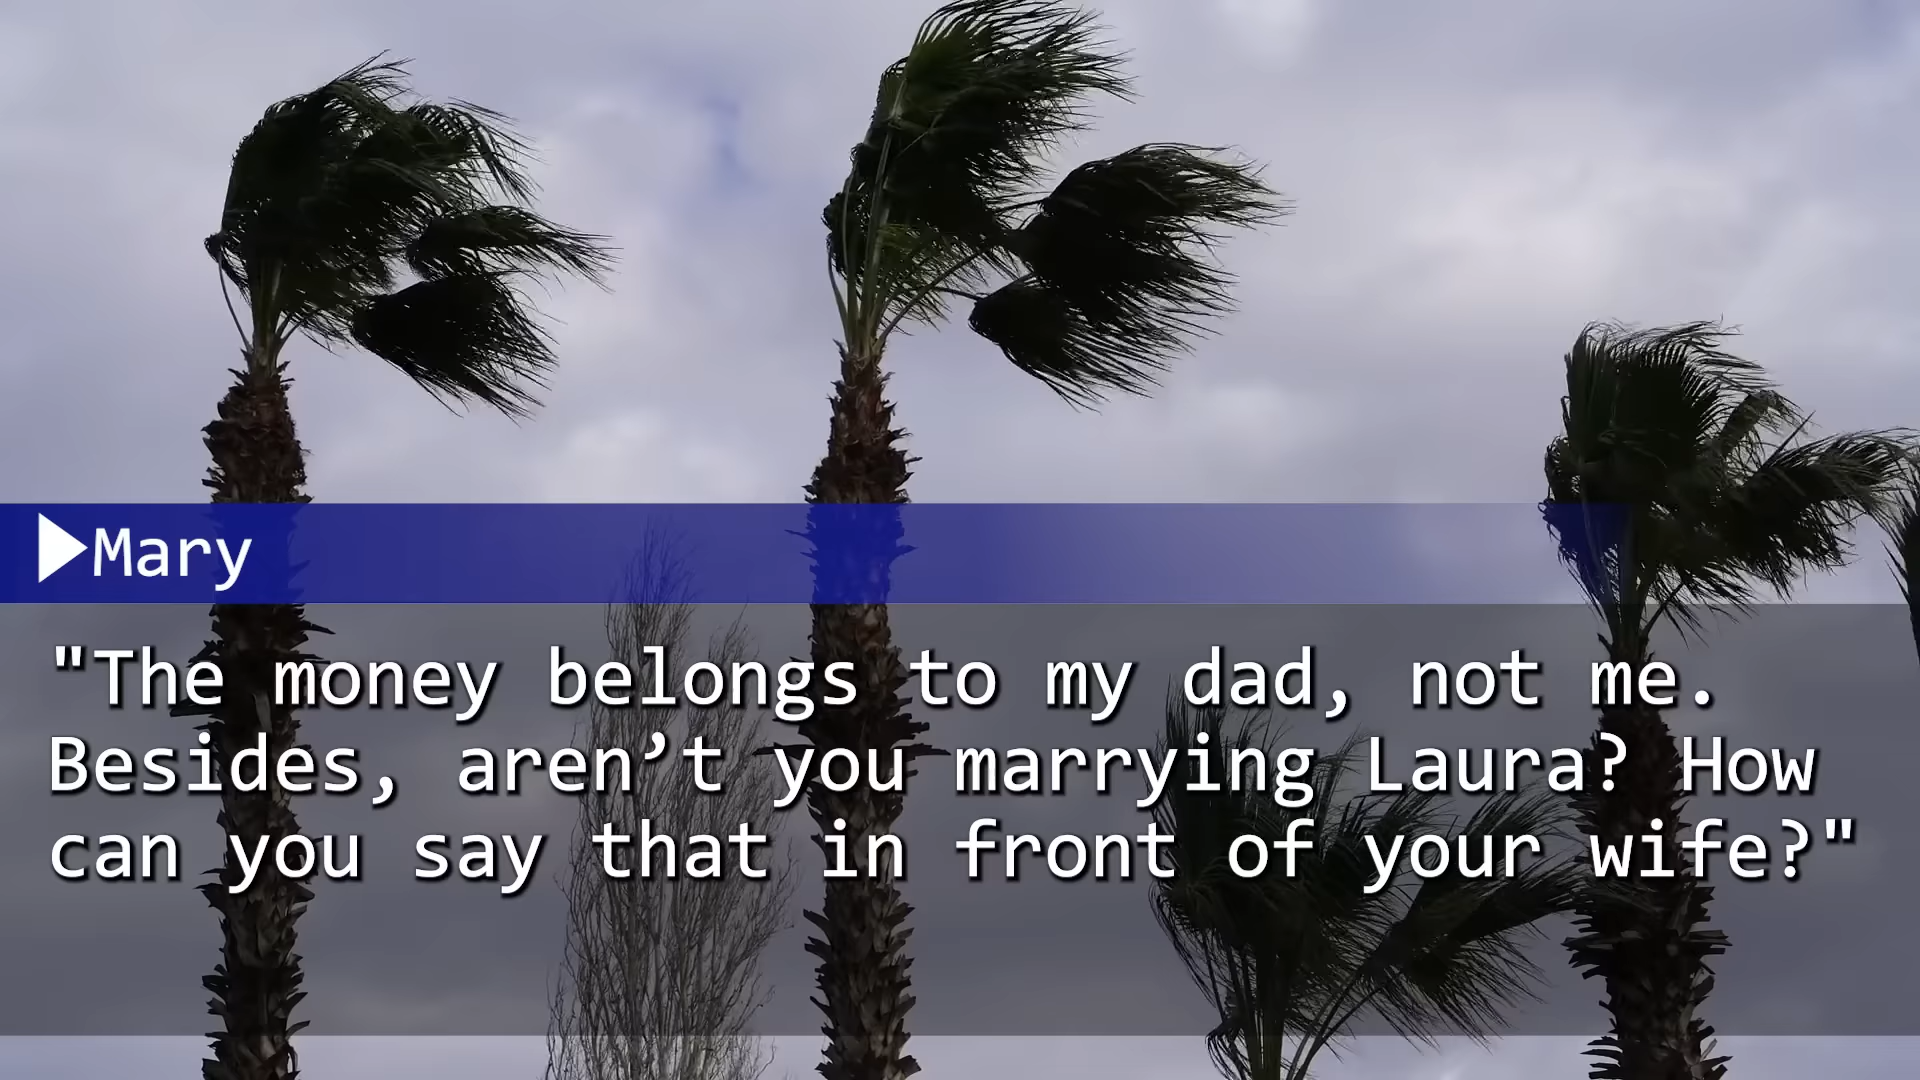 Mary
"The money belongs to my dad, not me.
Besides, aren’t you marrying Laura? How
can you say that in front of your wife?"